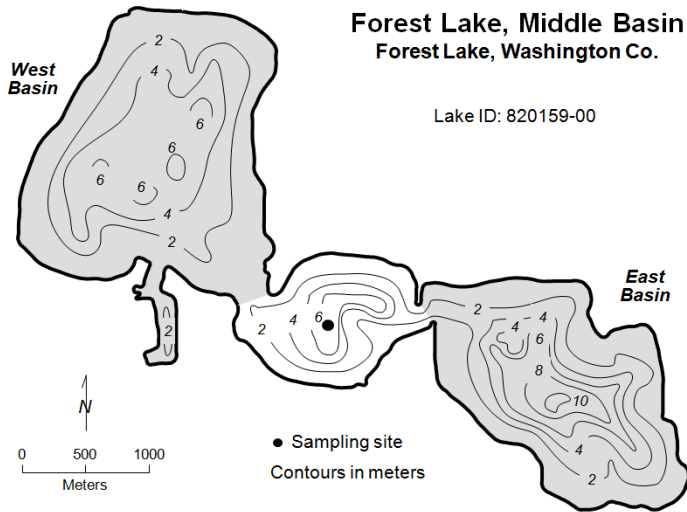 Forest Lake, Middle Basin
Forest Lake, Washington Co.
Lake ID: 820159-00
West
Basin
2
4
6
6
6
6
4
2
2
East
Basin
2
4
6
2
4
4
6
8
10
4
2
N
0 500 1000
Meters
Sampling site
Contours in meters